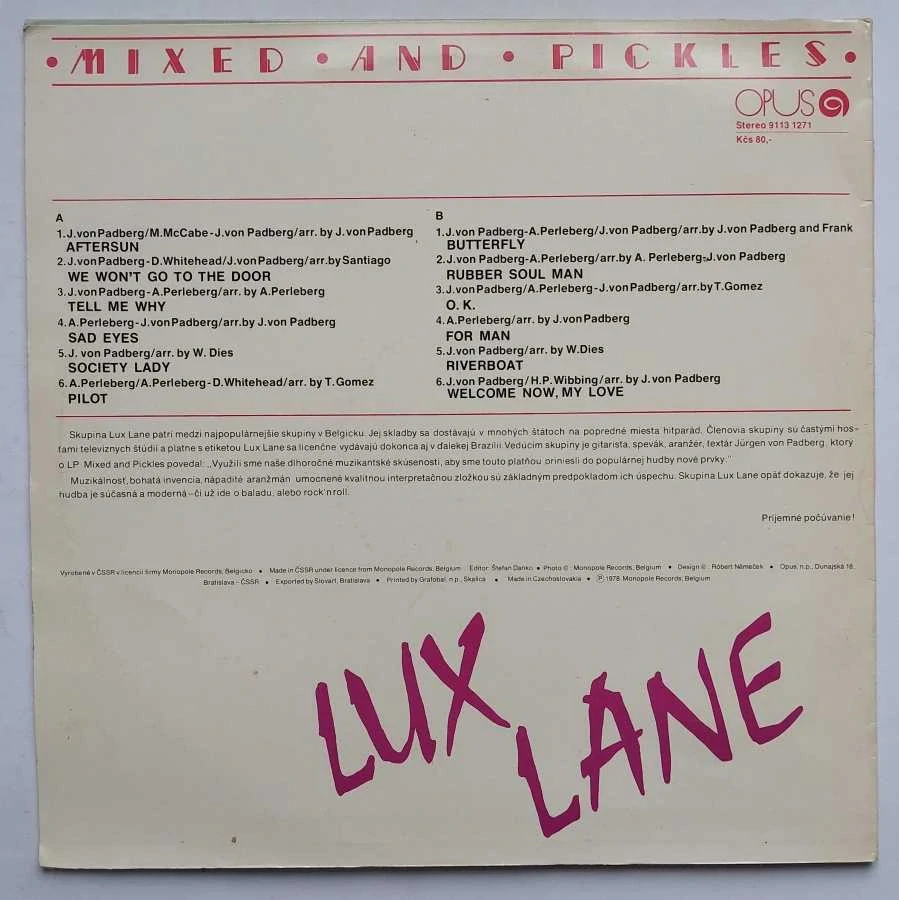 • MIXED • AND • PICKLES •
OPUS
Stereo 9113 1271
Kčs 80,-
A
1. J. von Padberg/M. McCabe - J. von Padberg/arr. by J. von Padberg
AFTERSUN
2. J. von Padberg - D. Whitehead/J. von Padberg/arr. by Santiago
WE WON'T GO TO THE DOOR
3. J. von Padberg - A. Perleberg/arr. by A. Perleberg
TELL ME WHY
4. A. Perleberg - J. von Padberg/arr. by J. von Padberg
SAD EYES
5. J. von Padberg/arr. by W. Dies
SOCIETY LADY
6. A. Perleberg/A. Perleberg - D. Whitehead/arr. by T. Gomez
PILOT
B
1. J. von Padberg - A. Perleberg/J. von Padberg/arr. by J. von Padberg and Frank
BUTTERFLY
2. J. von Padberg - A. Perleberg/arr. by A. Perleberg - J. von Padberg
RUBBER SOUL MAN
3. J. von Padberg/A. Perleberg - J. von Padberg/arr. by T. Gomez
O. K.
4. A. Perleberg/arr. by J. von Padberg
FOR MAN
5. J. von Padberg/arr. by W. Dies
RIVERBOAT
6. J. von Padberg/H. P. Wibbing/arr. by J. von Padberg
WELCOME NOW, MY LOVE
Skupina Lux Lane patrí medzi najpopulárnejšie skupiny v Belgicku. Jej skladby sa dostávajú v mnohých štátoch na popredné miesta hitparád. Členovia skupiny sú častými hos-
ťami televíznych štúdií a platne s etiketou Lux Lane sa licenčne vydávajú dokonca aj v ďalekej Brazílii. Vedúcim skupiny je gitarista, spevák, aranžér, textár Jürgen von Padberg, ktorý
o LP Mixed and Pickles povedal: „Využili sme naše dlhoročné muzikantské skúsenosti, aby sme touto platňou priniesli do populárnej hudby nové prvky."
Muzikálnosť, bohatá invencia, nápadité aranžmán umocnené kvalitnou interpretačnou zložkou sú základným predpokladom ich úspechu. Skupina Lux Lane opäť dokazuje, že jej
hudba je súčasná a moderná – či už ide o baladu, alebo rock'n roll.
Príjemné počúvanie!
Vyrobené v ČSSR v licencii firmy Monopole Records, Belgicko • Made in ČSSR under licence from Monopole Records, Belgium Editor: Štefan Danko • Photo © : Monopole Records, Belgium • Design © : Róbert Němeček • Opus, n.p., Dunajská 18,
Bratislava – ČSSR • Exported by Slovart, Bratislava • Printed by Grafobal, n.p., Skalica • Made in Czechoslovakia • Ⓟ 1978 Monopole Records, Belgium
LUX
LANE